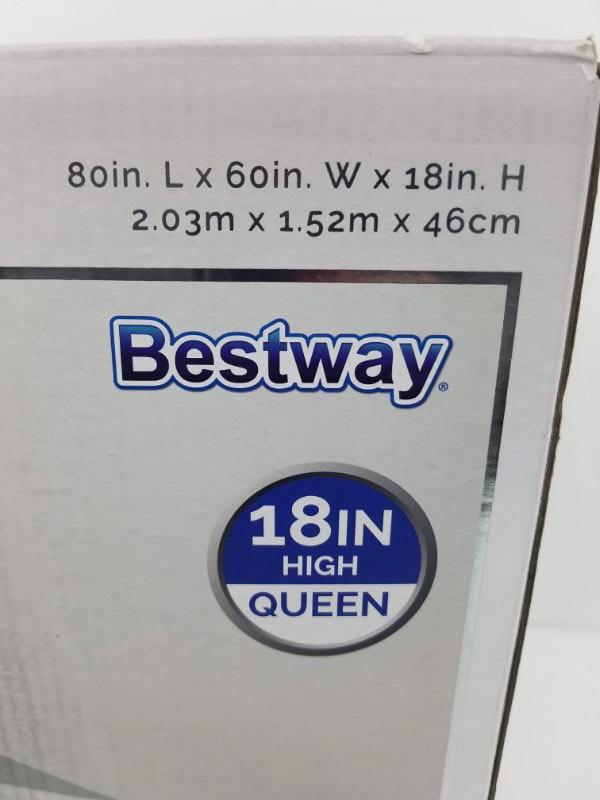 80in. L x 60in. W x 18in. H
2.03m x 1.52m x 46cm
Bestway®
18IN
HIGH
QUEEN